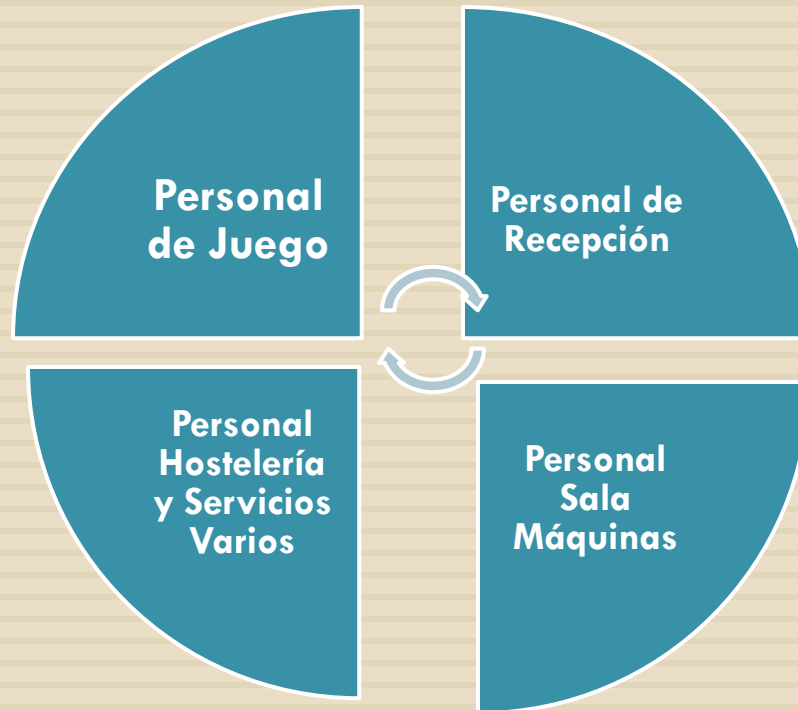 Personal
de Juego
Personal de
Recepción
Personal
Hostelería
y Servicios
Varios
Personal
Sala
Máquinas